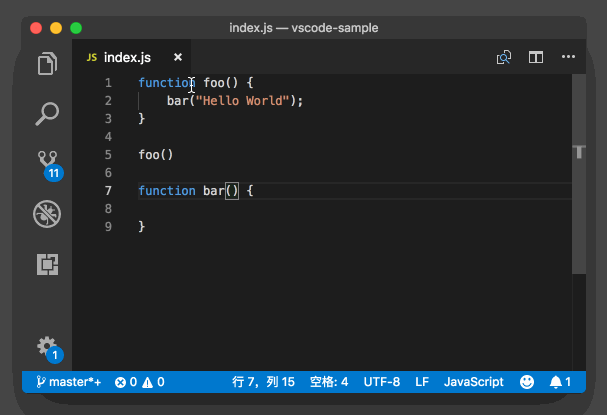 index.js — vscode-sample
JS index.js ×
1 function foo() {
2 bar("Hello World");
3 }
4
5 foo()
6
7 function bar() {
8
9 }
11
1
master*+ 0 0 行 7，列 15 空格: 4 UTF-8 LF JavaScript 1